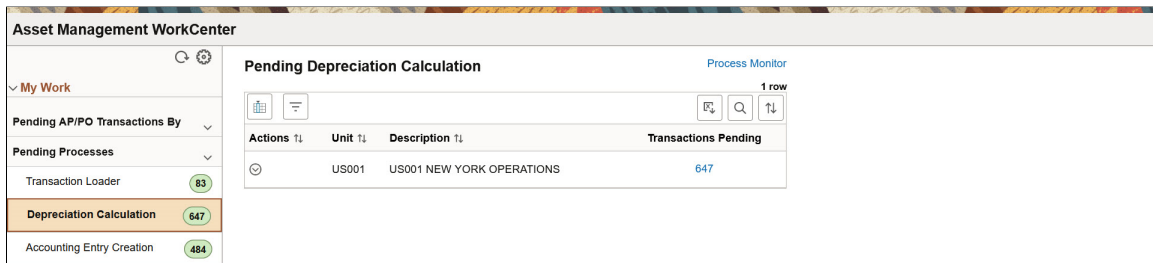 Asset Management WorkCenter
My Work
Pending AP/PO Transactions By
Pending Processes
Transaction Loader 83
Depreciation Calculation 647
Accounting Entry Creation 484
Pending Depreciation Calculation Process Monitor
1 row
Actions Unit Description Transactions Pending
US001 US001 NEW YORK OPERATIONS 647